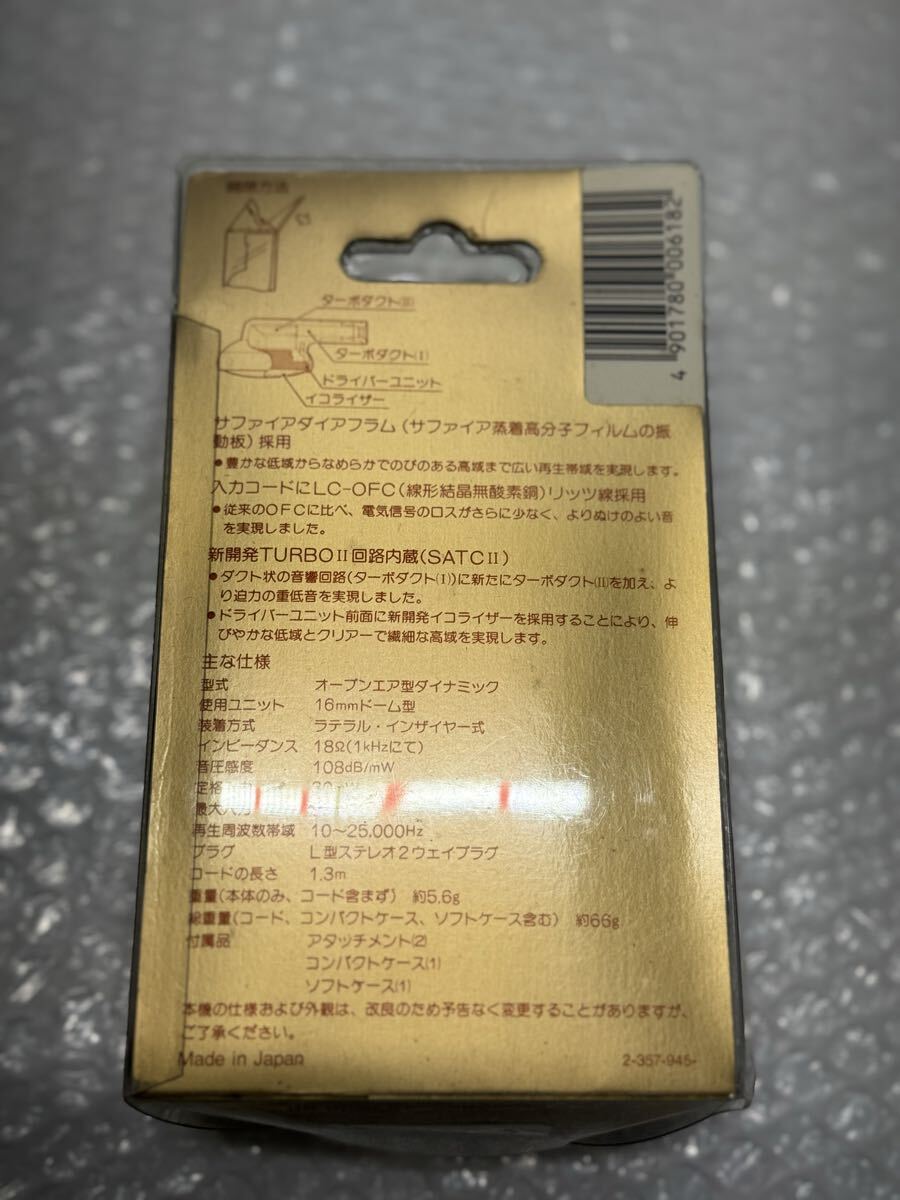 開閉方法
ターボダクト(II)
ターボダクト(I)
ドライバーユニット
イコライザー
4 901780 006182
サファイアダイアフラム(サファイア蒸着高分子フィルムの振
動板)採用
●豊かな低域からなめらかでのびのある高域まで広い再生帯域を実現します。
入力コードにLC-OFC(線形結晶無酸素銅)リッツ線採用
●従来のOFCに比べ、電気信号のロスがさらに少なく、よりぬけのよい音
を実現しました。
新開発TURBOII回路内蔵(SATCII)
●ダクト状の音響回路(ターボダクト(I))に新たにターボダクト(II)を加え、よ
り迫力の重低音を実現しました。
●ドライバーユニット前面に新開発イコライザーを採用することにより、伸
びやかな低域とクリアーで繊細な高域を実現します。
主な仕様
型式 オープンエア型ダイナミック
使用ユニット 16mmドーム型
装着方式 ラテラル・インザイヤー式
インピーダンス 18Ω(1kHzにて)
音圧感度 108dB/mW
定格
最大入力
再生周波数帯域 10〜25,000Hz
プラグ L型ステレオ2ウェイプラグ
コードの長さ 1.3m
重量(本体のみ、コード含まず) 約5.6g
総重量(コード、コンパクトケース、ソフトケース含む) 約66g
付属品 アタッチメント(2)
コンパクトケース(1)
ソフトケース(1)
本機の仕様および外観は、改良のため予告なく変更することがありますが、
ご了承ください。
Made in Japan 2-357-945-